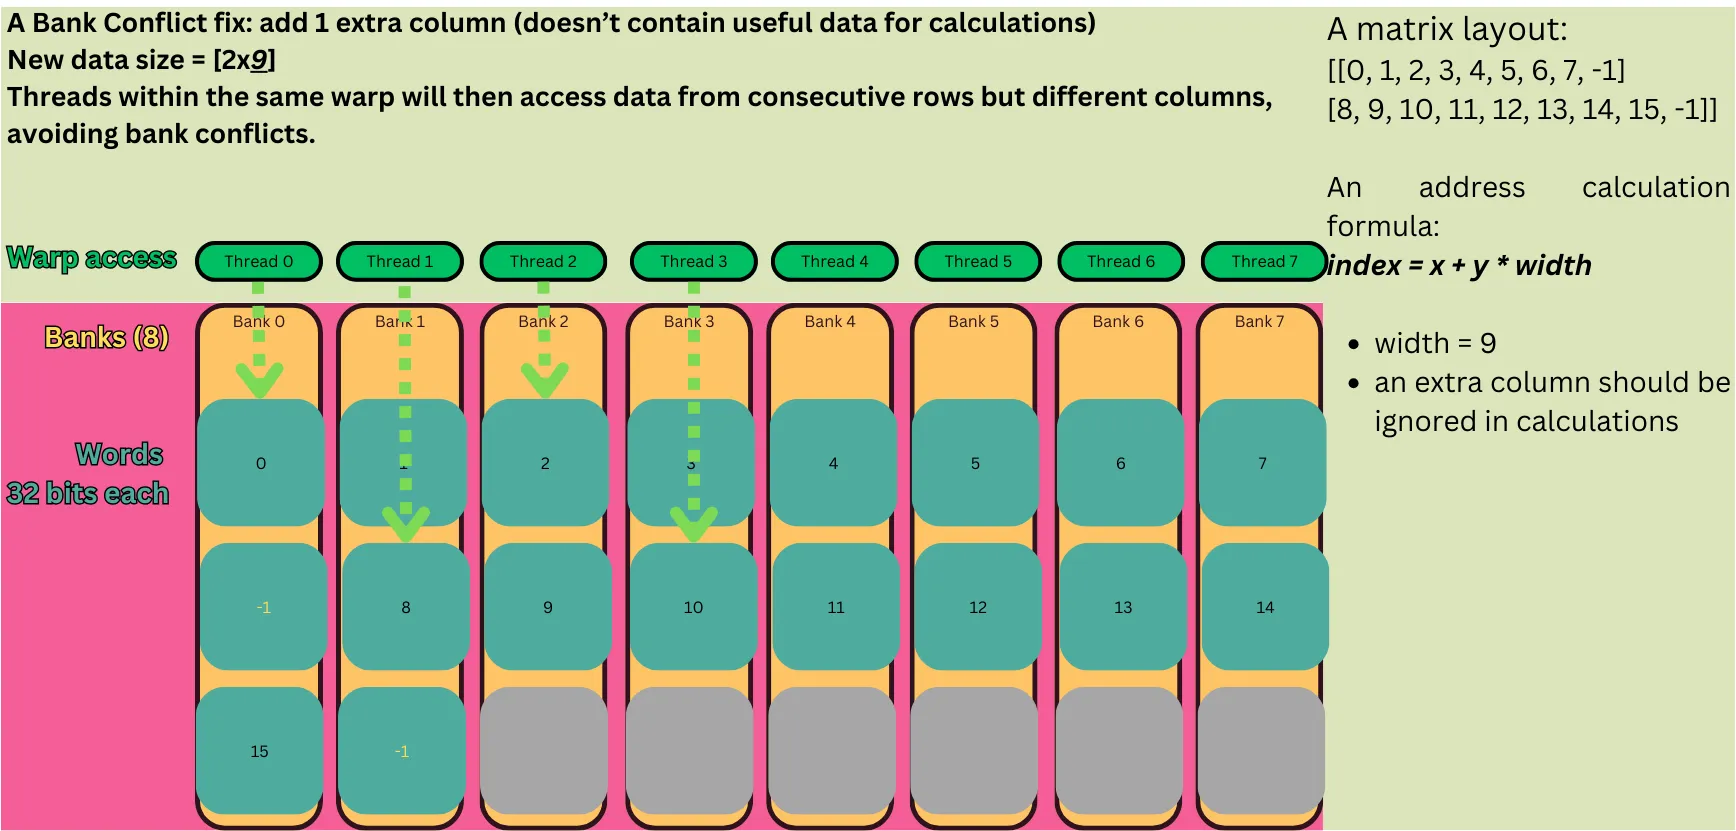 A Bank Conflict fix: add 1 extra column (doesn’t contain useful data for calculations)
New data size = [2x9]
Threads within the same warp will then access data from consecutive rows but different columns,
avoiding bank conflicts.
A matrix layout:
[[0, 1, 2, 3, 4, 5, 6, 7, -1]
[8, 9, 10, 11, 12, 13, 14, 15, -1]]
An address calculation
formula:
index = x + y * width
width = 9
an extra column should be
ignored in calculations
Warp access
Thread 0 Thread 1 Thread 2 Thread 3 Thread 4 Thread 5 Thread 6 Thread 7
Banks (8)
Bank 0 Bank 1 Bank 2 Bank 3 Bank 4 Bank 5 Bank 6 Bank 7
Words
32 bits each
0 1 2 3 4 5 6 7
-1 8 9 10 11 12 13 14
15 -1